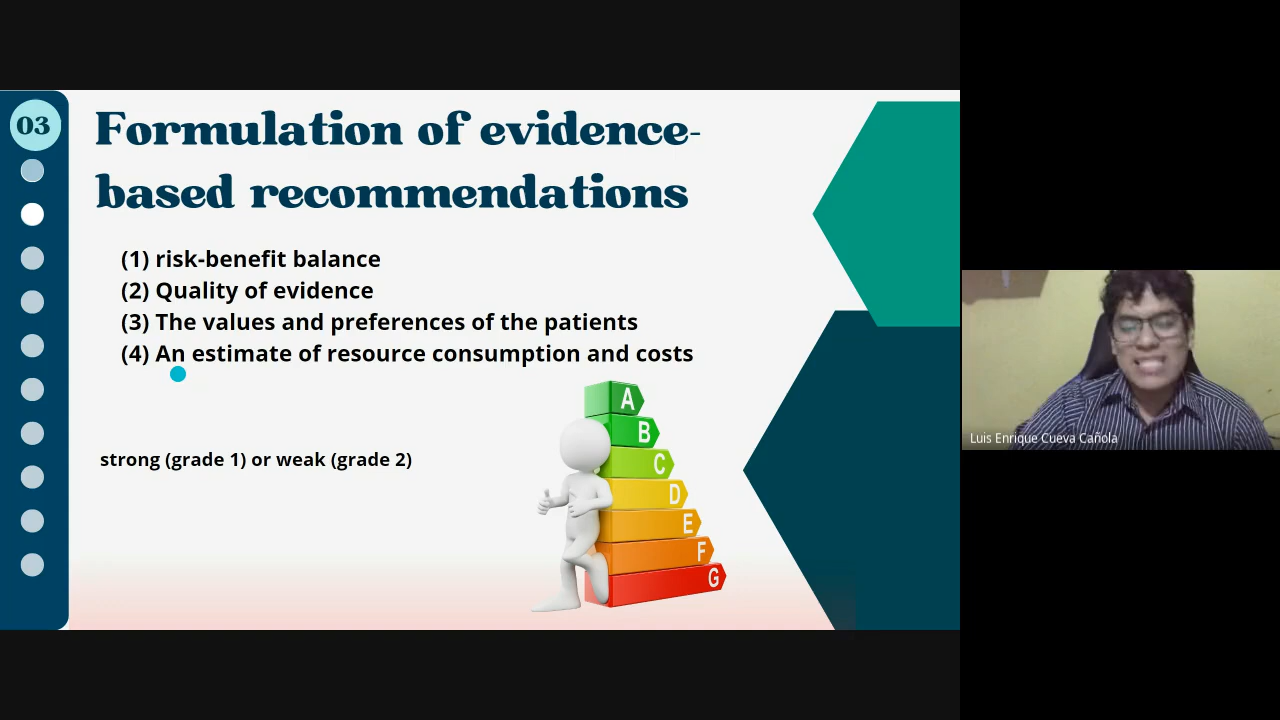 03
Formulation of evidence-
based recommendations
(1) risk-benefit balance
(2) Quality of evidence
(3) The values and preferences of the patients
(4) An estimate of resource consumption and costs
strong (grade 1) or weak (grade 2)
A
B
C
D
E
F
G
Luis Enrique Cueva Cañola